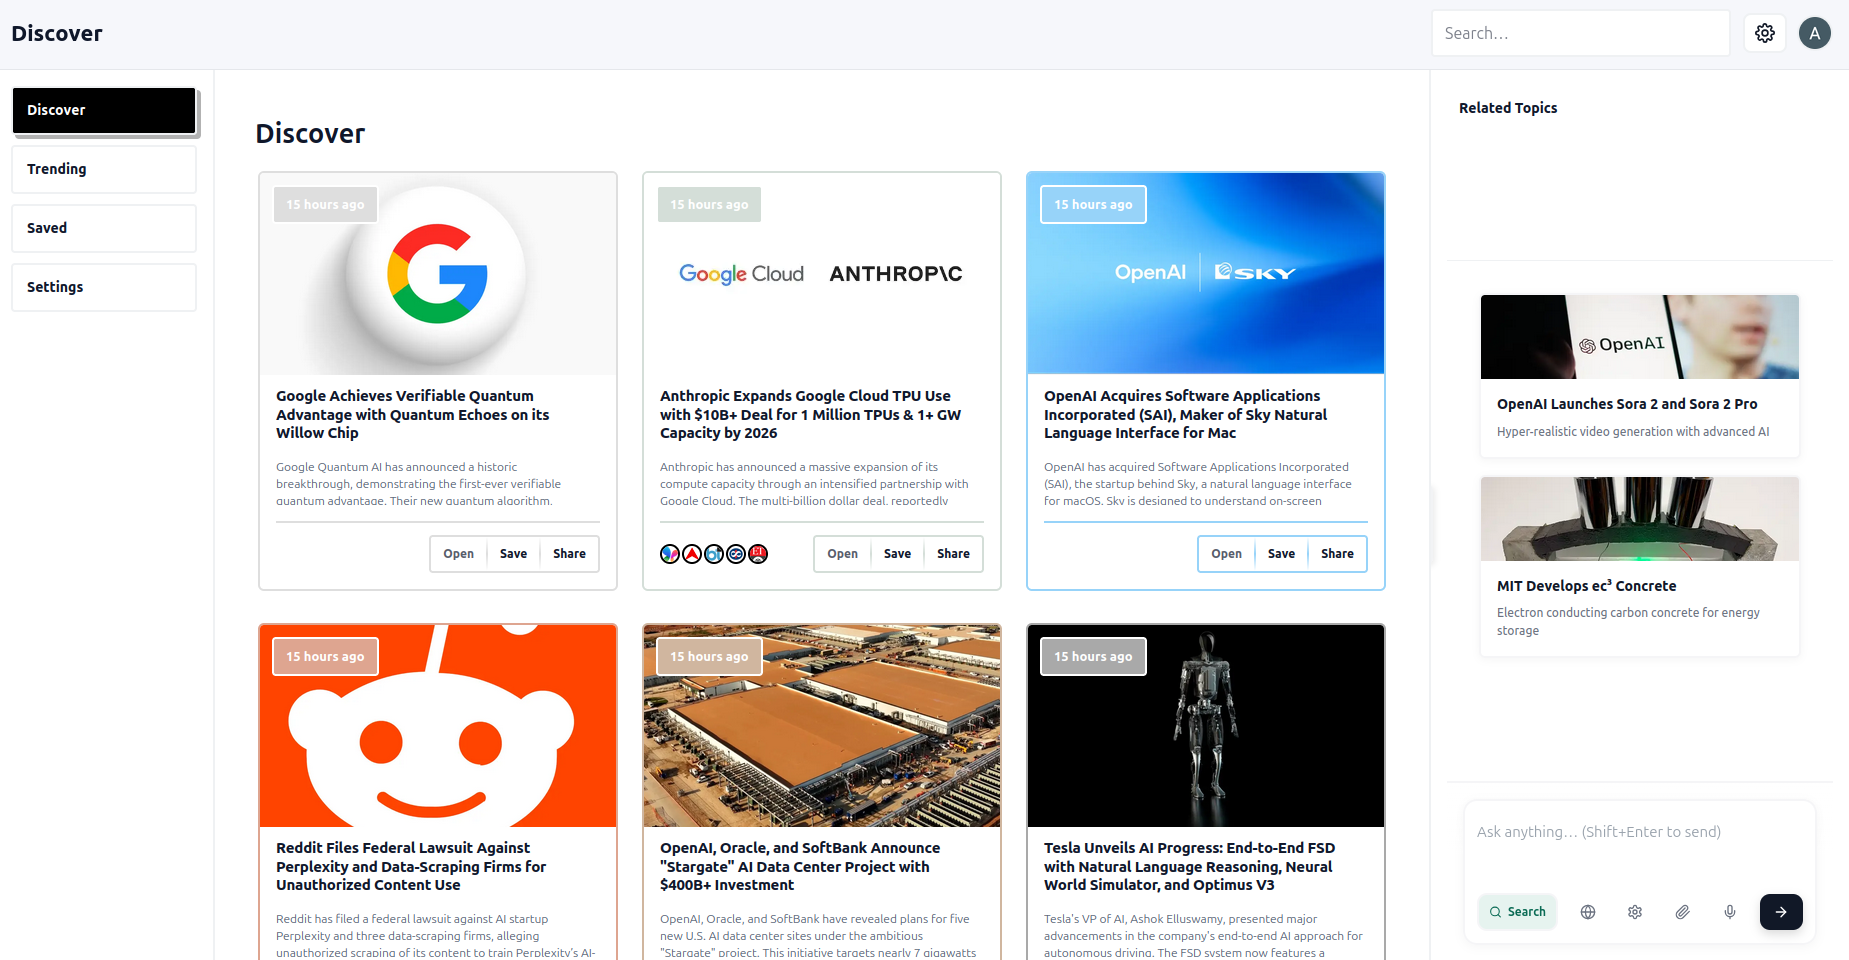 Discover
Search...
A
Discover
Trending
Saved
Settings
Discover
15 hours ago
Google Achieves Verifiable Quantum
Advantage with Quantum Echoes on its
Willow Chip
Google Quantum AI has announced a historic
breakthrough, demonstrating the first-ever verifiable
quantum advantage. Their new quantum algorithm,
Open Save Share
15 hours ago
Google Cloud ANTHROP\C
Anthropic Expands Google Cloud TPU Use
with $10B+ Deal for 1 Million TPUs & 1+ GW
Capacity by 2026
Anthropic has announced a massive expansion of its
compute capacity through an intensified partnership with
Google Cloud. The multi-billion dollar deal, reportedly
ET
Open Save Share
15 hours ago
OpenAI SKY
OpenAI Acquires Software Applications
Incorporated (SAI), Maker of Sky Natural
Language Interface for Mac
OpenAI has acquired Software Applications Incorporated
(SAI), the startup behind Sky, a natural language interface
for macOS. Sky is designed to understand on-screen
Open Save Share
15 hours ago
Reddit Files Federal Lawsuit Against
Perplexity and Data-Scraping Firms for
Unauthorized Content Use
Reddit has filed a federal lawsuit against AI startup
Perplexity and three data-scraping firms, alleging
unauthorized scraping of its content to train Perplexity's AI-
15 hours ago
OpenAI, Oracle, and SoftBank Announce
"Stargate" AI Data Center Project with
$400B+ Investment
OpenAI, Oracle, and SoftBank have revealed plans for five
new U.S. AI data center sites under the ambitious
"Stargate" project. This initiative targets nearly 7 gigawatts
15 hours ago
Tesla Unveils AI Progress: End-to-End FSD
with Natural Language Reasoning, Neural
World Simulator, and Optimus V3
Tesla's VP of AI, Ashok Elluswamy, presented major
advancements in the company's end-to-end AI approach for
autonomous driving. The FSD system now features a
Related Topics
OpenAI
OpenAI Launches Sora 2 and Sora 2 Pro
Hyper-realistic video generation with advanced AI
MIT Develops ec³ Concrete
Electron conducting carbon concrete for energy
storage
Ask anything... (Shift+Enter to send)
Search